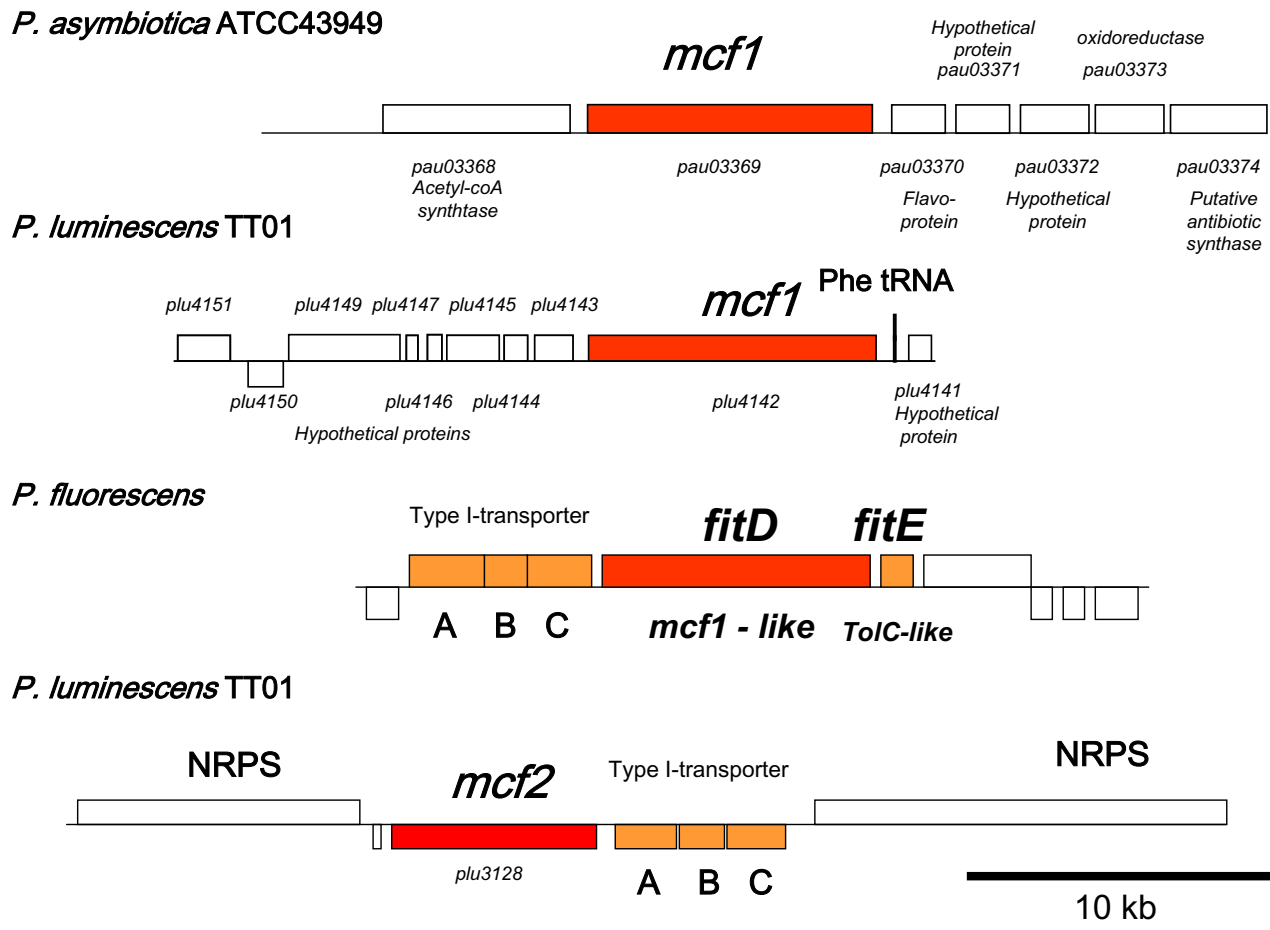 P. asymbiotica ATCC43949
mcf1
Hypothetical
protein
pau03371
oxidoreductase
pau03373
pau03368
Acetyl-coA
synthtase
pau03369
pau03370
Flavo-
protein
pau03372
Hypothetical
protein
pau03374
Putative
antibiotic
synthase
P. luminescens TT01
plu4151
plu4149
plu4147
plu4145
plu4143
mcf1
Phe tRNA
plu4150
plu4146
plu4144
plu4142
plu4141
Hypothetical
protein
Hypothetical proteins
P. fluorescens
Type I-transporter
fitD
fitE
A
B
C
mcf1 - like
TolC-like
P. luminescens TT01
NRPS
mcf2
Type I-transporter
NRPS
plu3128
A
B
C
10 kb